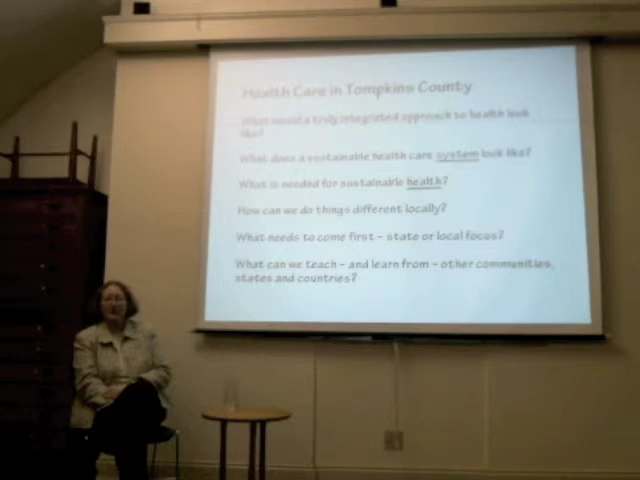 Health Care in Tompkins County
What would a truly integrated approach to health look
like?
What does a sustainable health care system look like?
What is needed for sustainable health?
How can we do things different locally?
What needs to come first - state or local focus?
What can we teach - and learn from - other communities,
states and countries?